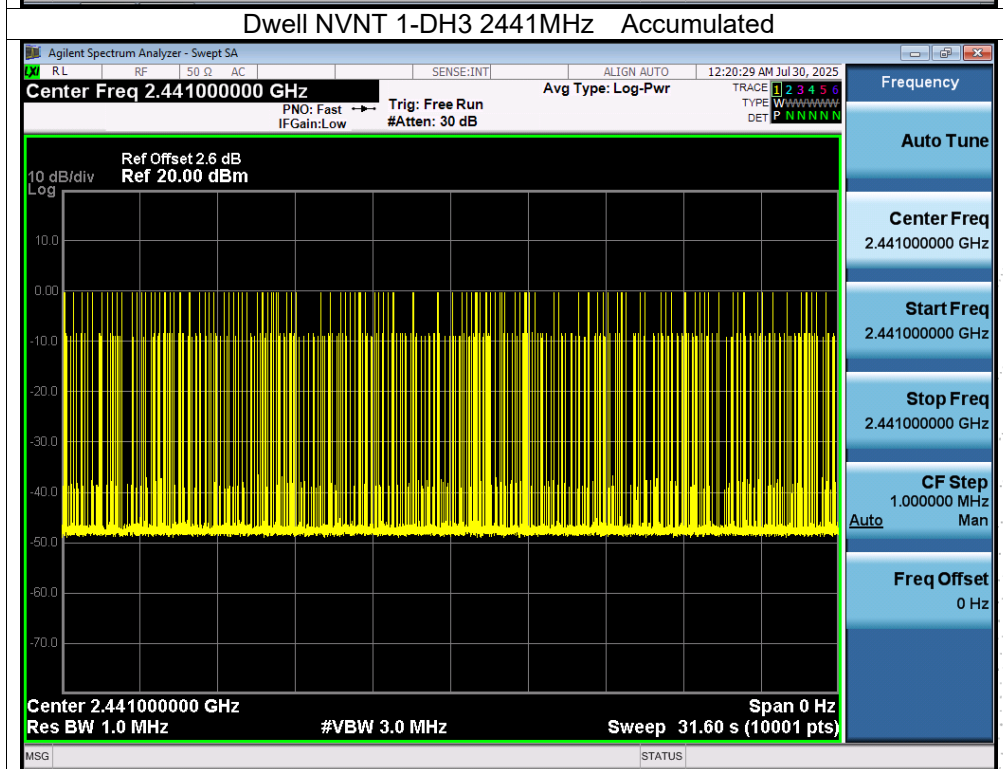 Dwell NVNT 1-DH3 2441MHz Accumulated
Agilent Spectrum Analyzer - Swept SA
LXI RL RF 50 Ω AC SENSE:INT ALIGN AUTO 12:20:29 AM Jul 30, 2025
Center Freq 2.441000000 GHz
Avg Type: Log-Pwr
TRACE 1 2 3 4 5 6
PNO: Fast Trig: Free Run
TYPE WWWWWWW
IFGain:Low #Atten: 30 dB
DET P N N N N N
Ref Offset 2.6 dB
10 dB/div Ref 20.00 dBm
Log
10.0
0.00
-10.0
-20.0
-30.0
-40.0
-50.0
-60.0
-70.0
Center 2.441000000 GHz Span 0 Hz
Res BW 1.0 MHz #VBW 3.0 MHz Sweep 31.60 s (10001 pts)
MSG STATUS
Frequency
Auto Tune
Center Freq
2.441000000 GHz
Start Freq
2.441000000 GHz
Stop Freq
2.441000000 GHz
CF Step
1.000000 MHz
Auto Man
Freq Offset
0 Hz